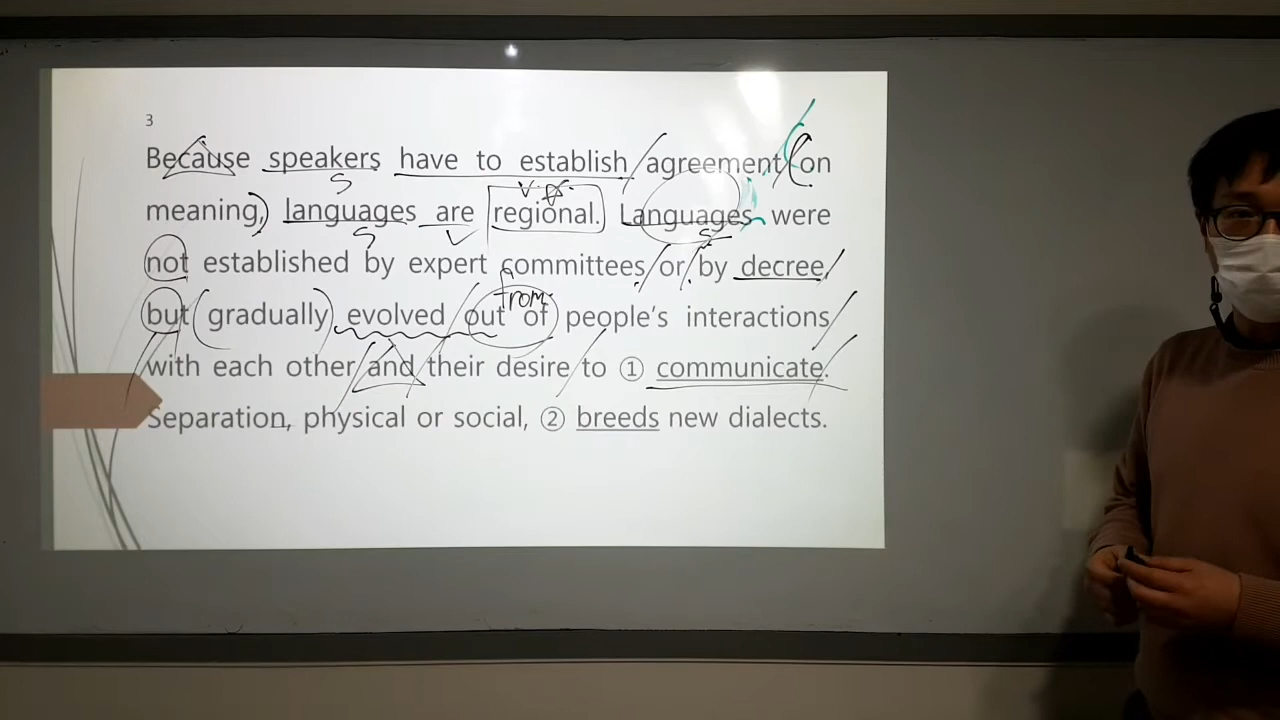 3
Because speakers have to establish agreement on
S
V
meaning, languages are regional. Languages were
S
V
S
not established by expert committees or by decree,
from
but gradually evolved out of people's interactions
with each other and their desire to ① communicate.
Separation, physical or social, ② breeds new dialects.